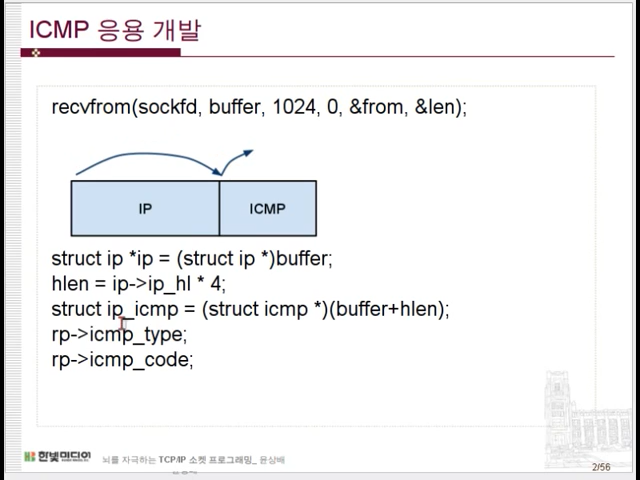 ICMP 응용 개발
recvfrom(sockfd, buffer, 1024, 0, &from, &len);
IP
ICMP
struct ip *ip = (struct ip *)buffer;
hlen = ip->ip_hl * 4;
struct ip_icmp = (struct icmp *)(buffer+hlen);
rp->icmp_type;
rp->icmp_code;
한빛미디어
뇌를 자극하는 TCP/IP 소켓 프로그래밍_ 윤상배
2/56